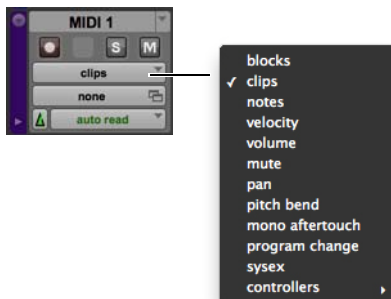 MIDI 1
S M
clips
none
auto read
blocks
✓ clips
notes
velocity
volume
mute
pan
pitch bend
mono aftertouch
program change
sysex
controllers